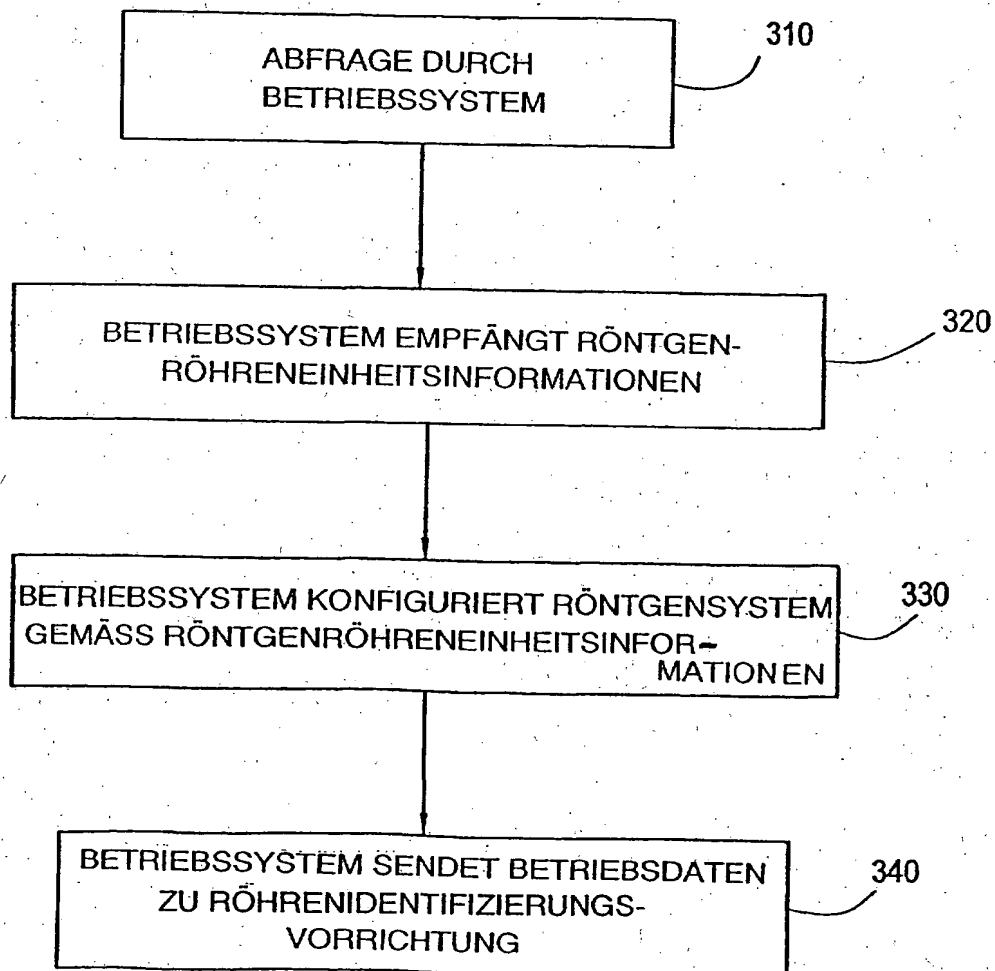 310
ABFRAGE DURCH
BETRIEBSSYSTEM
320
BETRIEBSSYSTEM EMPFÄNGT RÖNTGEN-
RÖHRENEINHEITSINFORMATIONEN
330
BETRIEBSSYSTEM KONFIGURIERT RÖNTGENSYSTEM
GEMÄSS RÖNTGENRÖHRENEINHEITSINFOR-
MATIONEN
340
BETRIEBSSYSTEM SENDET BETRIEBSDATEN
ZU RÖHRENIDENTIFIZIERUNGS-
VORRICHTUNG